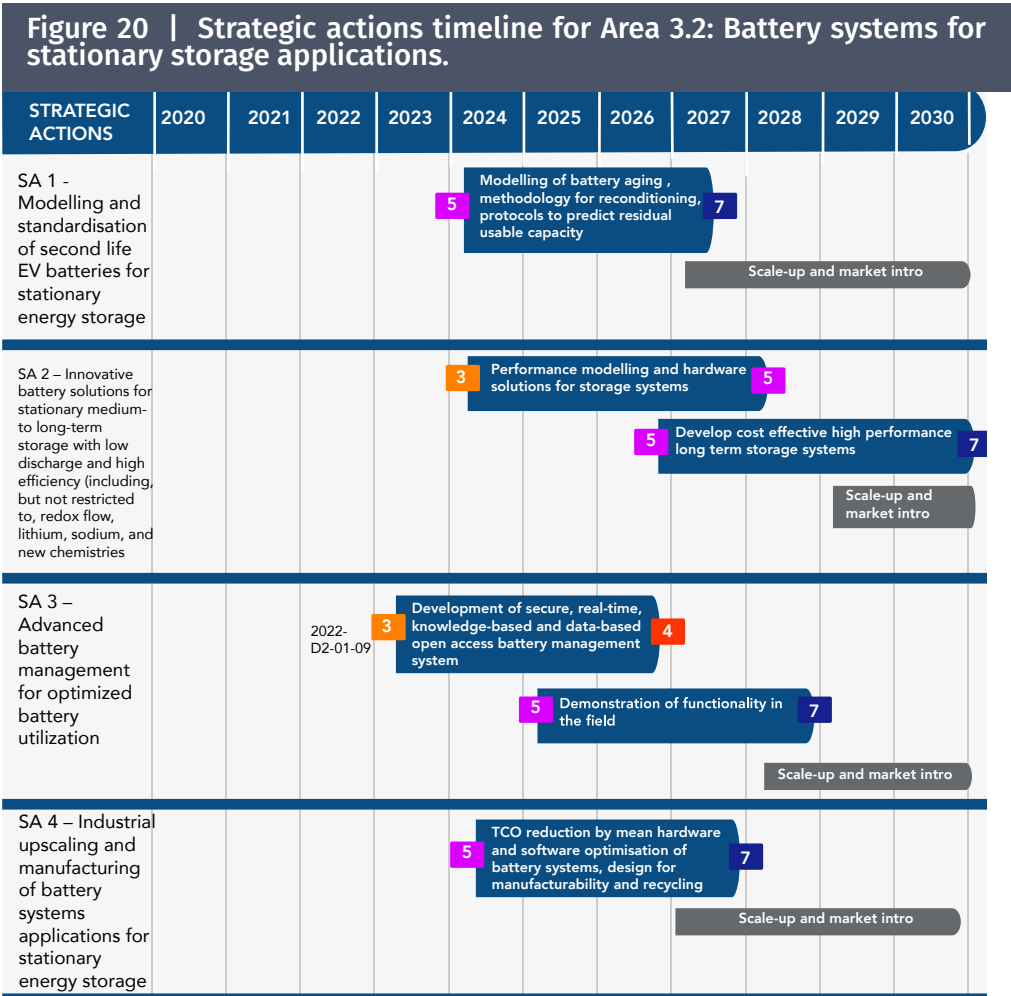 Figure 20 | Strategic actions timeline for Area 3.2: Battery systems for
stationary storage applications.
STRATEGIC
ACTIONS
2020 2021 2022 2023 2024 2025 2026 2027 2028 2029 2030
SA 1 -
Modelling and
standardisation
of second life
EV batteries for
stationary
energy storage
5
Modelling of battery aging ,
methodology for reconditioning,
protocols to predict residual
usable capacity
7
Scale-up and market intro
SA 2 – Innovative
battery solutions for
stationary medium-
to long-term
storage with low
discharge and high
efficiency (including,
but not restricted
to, redox flow,
lithium, sodium, and
new chemistries
3
Performance modelling and hardware
solutions for storage systems
5
5
Develop cost effective high performance
long term storage systems
7
Scale-up and
market intro
SA 3 –
Advanced
battery
management
for optimized
battery
utilization
2022-
D2-01-09
3
Development of secure, real-time,
knowledge-based and data-based
open access battery management
system
4
5
Demonstration of functionality in
the field
7
Scale-up and market intro
SA 4 – Industrial
upscaling and
manufacturing
of battery
systems
applications for
stationary
energy storage
5
TCO reduction by mean hardware
and software optimisation of
battery systems, design for
manufacturability and recycling
7
Scale-up and market intro